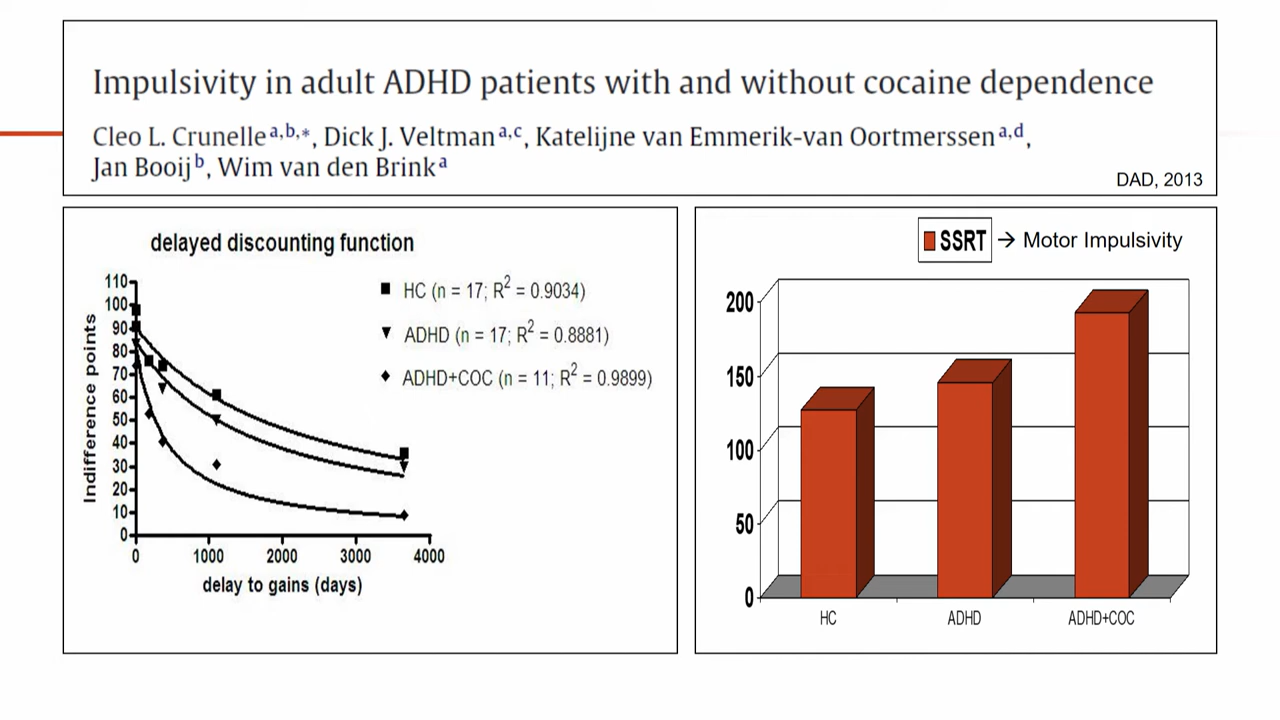 Impulsivity in adult ADHD patients with and without cocaine dependence
Cleo L. Crunelle a,b,*, Dick J. Veltman a,c, Katelijne van Emmerik-van Oortmerssen a,d,
Jan Booij b, Wim van den Brink a
DAD, 2013
delayed discounting function
HC (n = 17; R2 = 0.9034)
ADHD (n = 17; R2 = 0.8881)
ADHD+COC (n = 11; R2 = 0.9899)
Indifference points
110
100
90
80
70
60
50
40
30
20
10
0
0 1000 2000 3000 4000
delay to gains (days)
SSRT → Motor Impulsivity
200
150
100
50
0
HC ADHD ADHD+COC